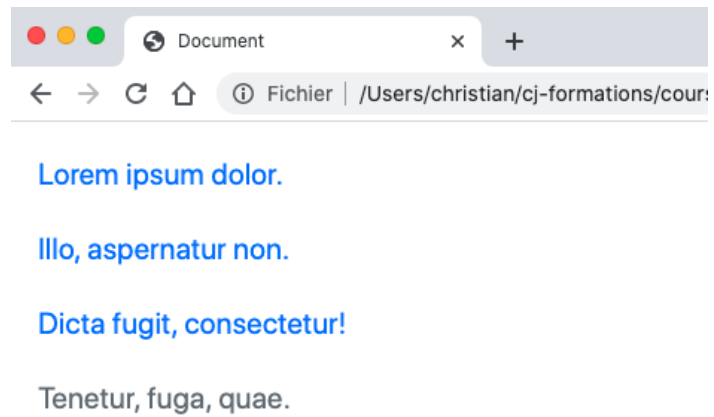 Document
Fichier /Users/christian/cj-formations/cours
Lorem ipsum dolor.
Illo, aspernatur non.
Dicta fugit, consectetur!
Tenetur, fuga, quae.